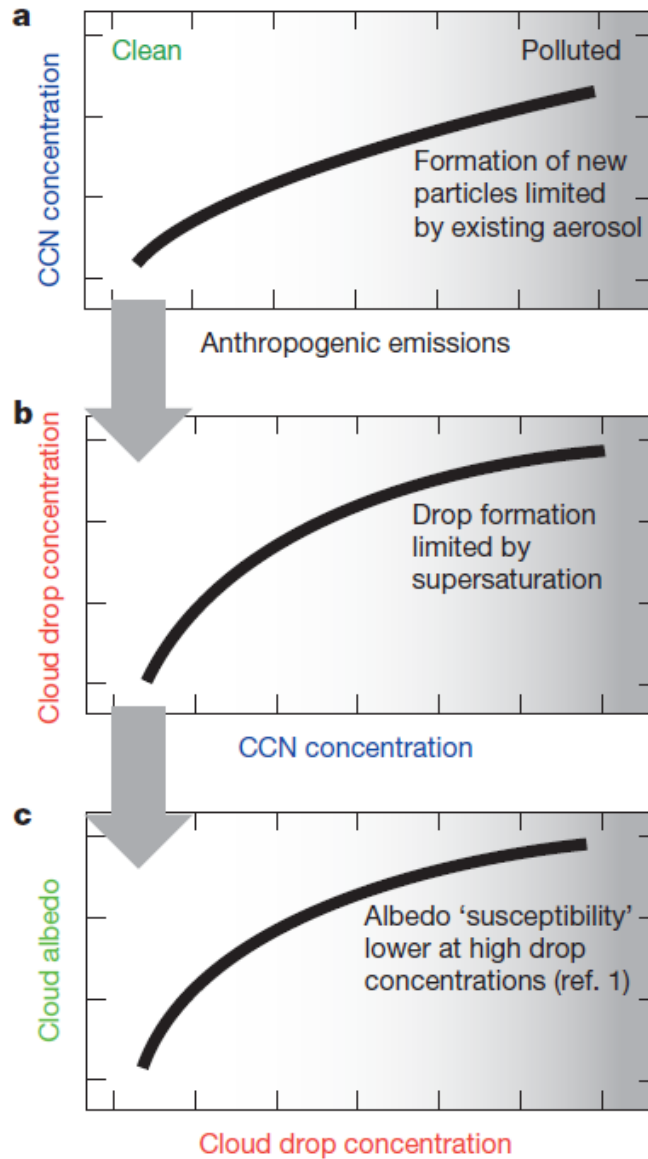 a
Clean
Polluted
CCN concentration
Formation of new
particles limited
by existing aerosol
Anthropogenic emissions
b
Cloud drop concentration
Drop formation
limited by
supersaturation
CCN concentration
c
Cloud albedo
Albedo ‘susceptibility’
lower at high drop
concentrations (ref. 1)
Cloud drop concentration